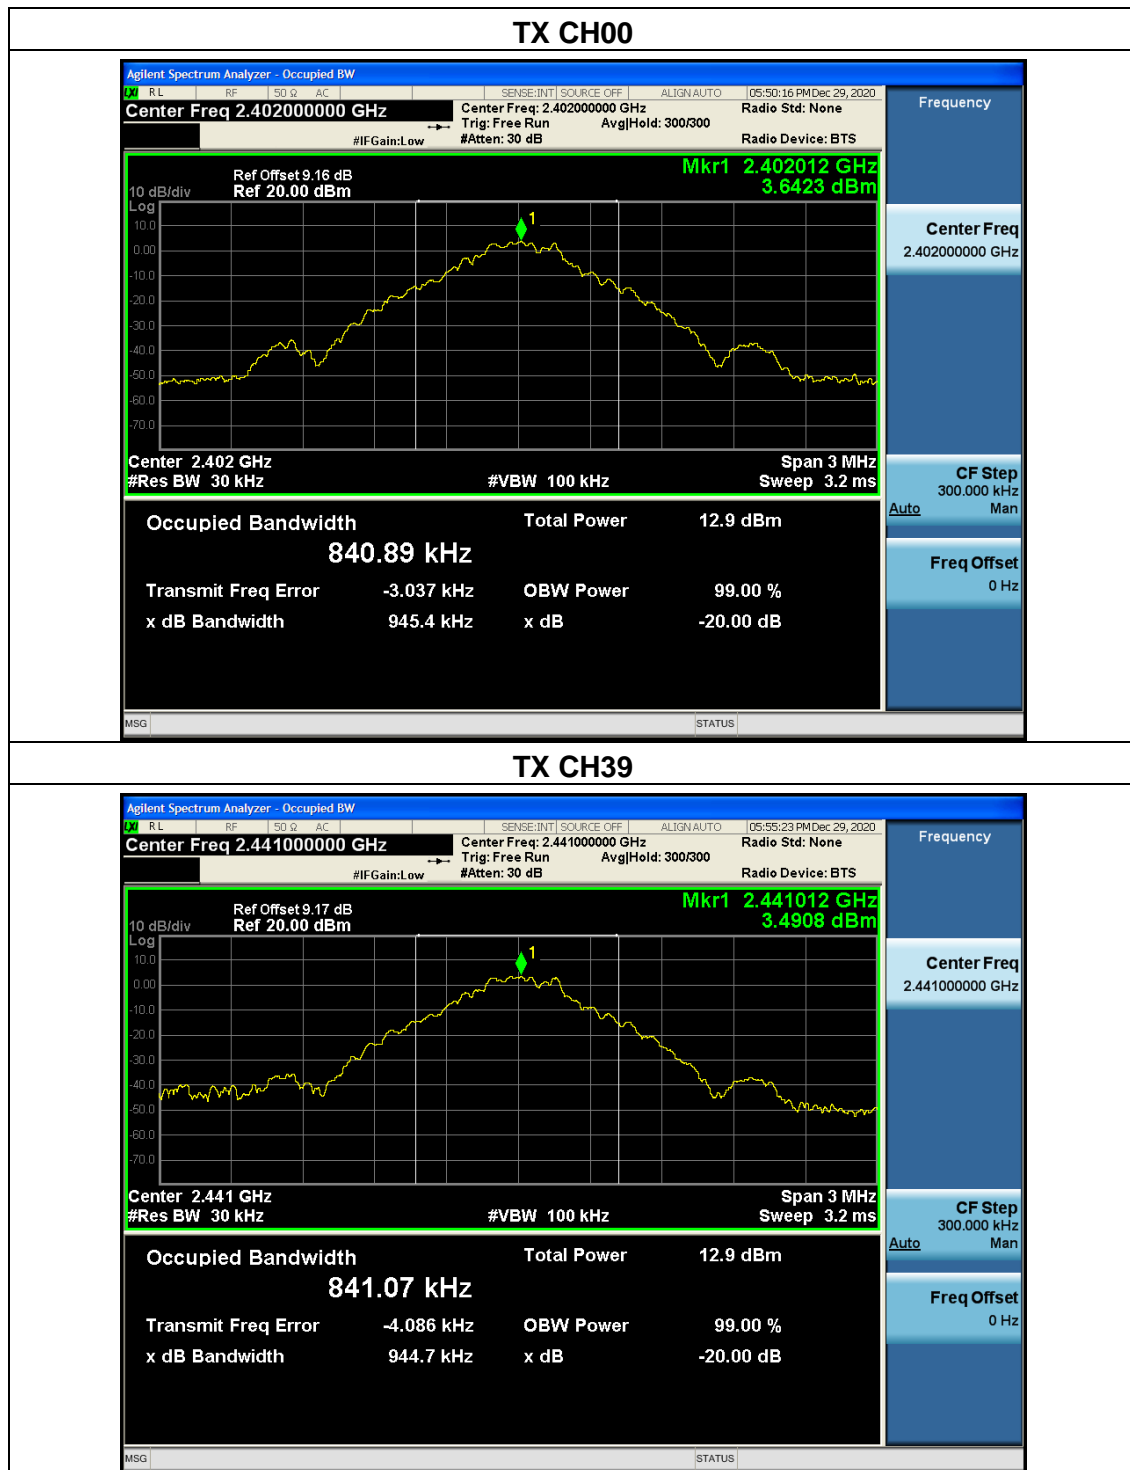 TX CH00
Agilent Spectrum Analyzer - Occupied BW
LXI RL RF 50 Ω AC SENSE:INT SOURCE OFF ALIGN AUTO 05:50:16 PM Dec 29, 2020
Center Freq 2.402000000 GHz
Center Freq: 2.402000000 GHz Radio Std: None
Trig: Free Run Avg|Hold: 300/300
#IFGain:Low #Atten: 30 dB Radio Device: BTS
Frequency
Mkr1 2.402012 GHz
3.6423 dBm
Ref Offset 9.16 dB
10 dB/div Ref 20.00 dBm
Log
10.0
0.00
-10.0
-20.0
-30.0
-40.0
-50.0
-60.0
-70.0
1
Center 2.402 GHz Span 3 MHz
#Res BW 30 kHz #VBW 100 kHz Sweep 3.2 ms
Center Freq
2.402000000 GHz
CF Step
300.000 kHz
Auto Man
Freq Offset
0 Hz
Occupied Bandwidth Total Power 12.9 dBm
840.89 kHz
Transmit Freq Error -3.037 kHz OBW Power 99.00 %
x dB Bandwidth 945.4 kHz x dB -20.00 dB
MSG STATUS
TX CH39
Agilent Spectrum Analyzer - Occupied BW
LXI RL RF 50 Ω AC SENSE:INT SOURCE OFF ALIGN AUTO 05:55:23 PM Dec 29, 2020
Center Freq 2.441000000 GHz
Center Freq: 2.441000000 GHz Radio Std: None
Trig: Free Run Avg|Hold: 300/300
#IFGain:Low #Atten: 30 dB Radio Device: BTS
Frequency
Mkr1 2.441012 GHz
3.4908 dBm
Ref Offset 9.17 dB
10 dB/div Ref 20.00 dBm
Log
10.0
0.00
-10.0
-20.0
-30.0
-40.0
-50.0
-60.0
-70.0
1
Center 2.441 GHz Span 3 MHz
#Res BW 30 kHz #VBW 100 kHz Sweep 3.2 ms
Center Freq
2.441000000 GHz
CF Step
300.000 kHz
Auto Man
Freq Offset
0 Hz
Occupied Bandwidth Total Power 12.9 dBm
841.07 kHz
Transmit Freq Error -4.086 kHz OBW Power 99.00 %
x dB Bandwidth 944.7 kHz x dB -20.00 dB
MSG STATUS